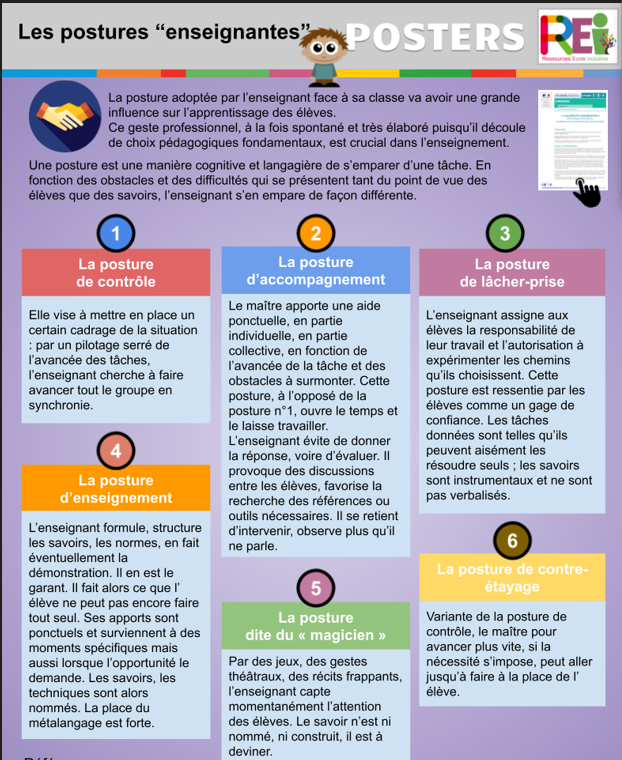 Les postures “enseignantes”
POSTERS
REi
Ressources Ecole inclusive
La posture adoptée par l’enseignant face à sa classe va avoir une grande
influence sur l’apprentissage des élèves.
Ce geste professionnel, à la fois spontané et très élaboré puisqu’il découle
de choix pédagogiques fondamentaux, est crucial dans l’enseignement.
Une posture est une manière cognitive et langagière de s’emparer d’une tâche. En
fonction des obstacles et des difficultés qui se présentent tant du point de vue des
élèves que des savoirs, l’enseignant s’en empare de façon différente.
1
La posture
de contrôle
Elle vise à mettre en place un
certain cadrage de la situation
: par un pilotage serré de
l’avancée des tâches,
l’enseignant cherche à faire
avancer tout le groupe en
synchronie.
2
La posture
d’accompagnement
Le maître apporte une aide
ponctuelle, en partie
individuelle, en partie
collective, en fonction de
l’avancée de la tâche et des
obstacles à surmonter. Cette
posture, à l’opposé de la
posture n°1, ouvre le temps et
le laisse travailler.
L’enseignant évite de donner
la réponse, voire d’évaluer. Il
provoque des discussions
entre les élèves, favorise la
recherche des références ou
outils nécessaires. Il se retient
d’intervenir, observe plus qu’il
ne parle.
3
La posture
de lâcher-prise
L’enseignant assigne aux
élèves la responsabilité de
leur travail et l’autorisation à
expérimenter les chemins
qu’ils choisissent. Cette
posture est ressentie par les
élèves comme un gage de
confiance. Les tâches
données sont telles qu’ils
peuvent aisément les
résoudre seuls ; les savoirs
sont instrumentaux et ne sont
pas verbalisés.
4
La posture
d’enseignement
L’enseignant formule, structure
les savoirs, les normes, en fait
éventuellement la
démonstration. Il en est le
garant. Il fait alors ce que l’
élève ne peut pas encore faire
tout seul. Ses apports sont
ponctuels et surviennent à des
moments spécifiques mais
aussi lorsque l’opportunité le
demande. Les savoirs, les
techniques sont alors
nommés. La place du
métalangage est forte.
5
La posture
dite du « magicien »
Par des jeux, des gestes
théâtraux, des récits frappants,
l’enseignant capte
momentanément l’attention
des élèves. Le savoir n’est ni
nommé, ni construit, il est à
deviner.
6
La posture de contre-
étayage
Variante de la posture de
contrôle, le maître pour
avancer plus vite, si la
nécessité s’impose, peut aller
jusqu’à faire à la place de l’
élève.